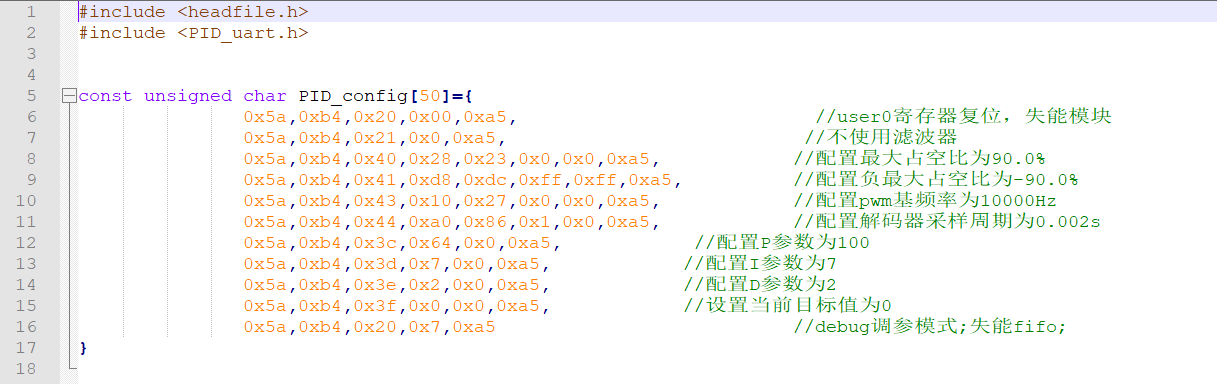 1 #include <headfile.h>
2 #include <PID_uart.h>
3
4
5 const unsigned char PID_config[50]={
6 0x5a,0xb4,0x20,0x00,0xa5, //user0寄存器复位，失能模块
7 0x5a,0xb4,0x21,0x0,0xa5, //不使用滤波器
8 0x5a,0xb4,0x40,0x28,0x23,0x0,0x0,0xa5, //配置最大占空比为90.0%
9 0x5a,0xb4,0x41,0xd8,0xdc,0xff,0xff,0xa5, //配置负最大占空比为-90.0%
10 0x5a,0xb4,0x43,0x10,0x27,0x0,0x0,0xa5, //配置pwm基频率为10000Hz
11 0x5a,0xb4,0x44,0xa0,0x86,0x1,0x0,0xa5, //配置解码器采样周期为0.002s
12 0x5a,0xb4,0x3c,0x64,0x0,0xa5, //配置P参数为100
13 0x5a,0xb4,0x3d,0x7,0x0,0xa5, //配置I参数为7
14 0x5a,0xb4,0x3e,0x2,0x0,0xa5, //配置D参数为2
15 0x5a,0xb4,0x3f,0x0,0x0,0xa5, //设置当前目标值为0
16 0x5a,0xb4,0x20,0x7,0xa5 //debug调参模式;失能fifo;
17 }
18